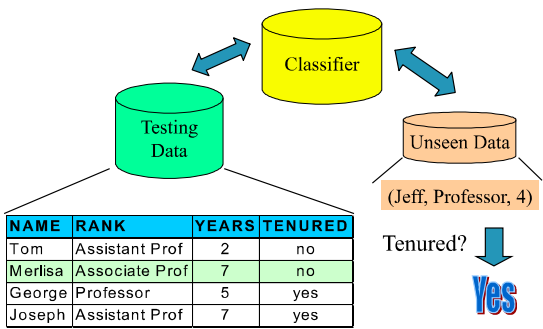 Classifier
Testing
Data
Unseen Data
(Jeff, Professor, 4)
NAME RANK YEARS TENURED
Tom Assistant Prof 2 no
Merlisa Associate Prof 7 no
George Professor 5 yes
Joseph Assistant Prof 7 yes
Tenured?
Yes